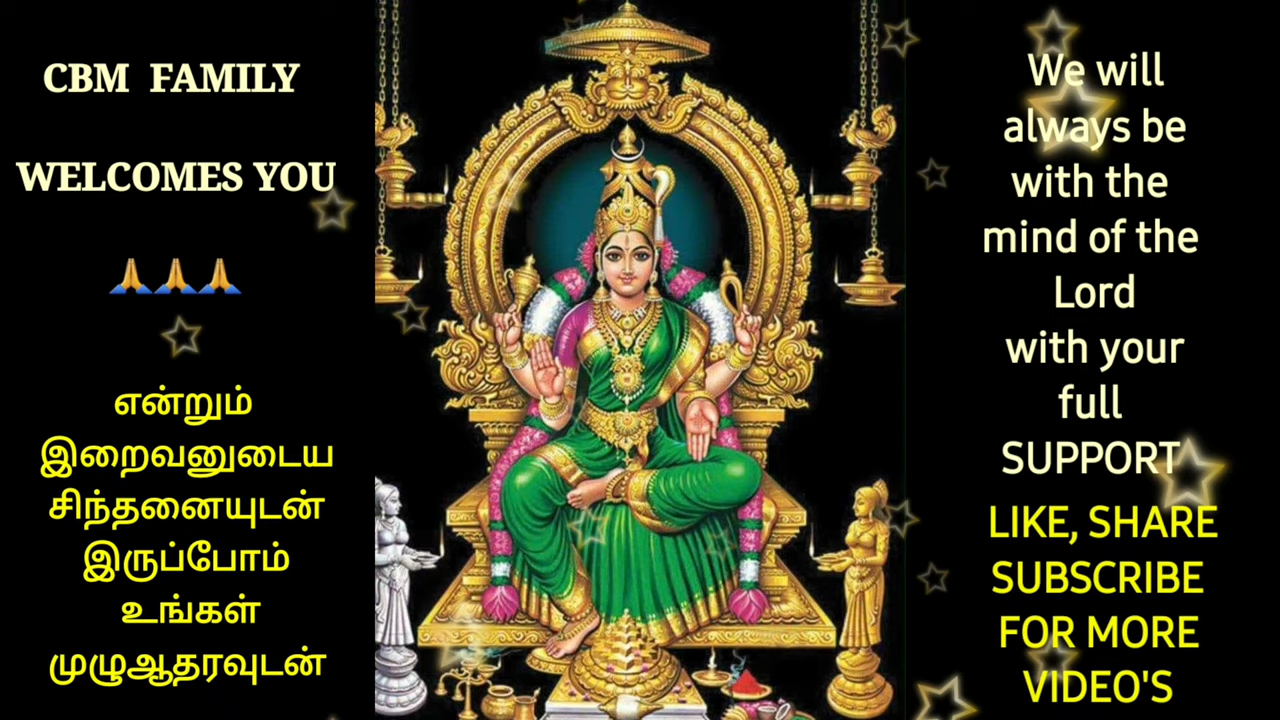 CBM FAMILY
WELCOMES YOU
🙏🙏🙏
என்றும்
இறைவனுடைய
சிந்தனையுடன்
இருப்போம்
உங்கள்
முழுஆதரவுடன்
We will
always be
with the
mind of the
Lord
with your
full
SUPPORT
LIKE, SHARE
SUBSCRIBE
FOR MORE
VIDEO'S